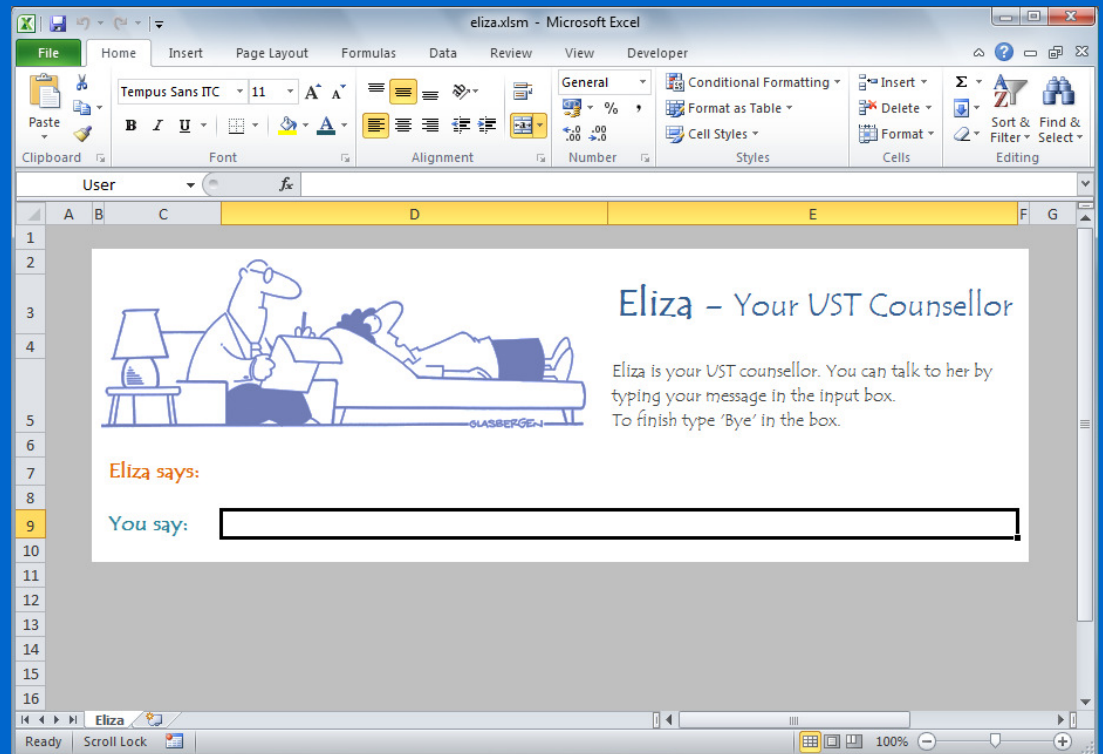 eliza.xlsm - Microsoft Excel
File Home Insert Page Layout Formulas Data Review View Developer
Paste
Clipboard
Tempus Sans ITC 11 A A
B I U A
Font
Alignment
General
% ,
.0 .00
.00 .0
Number
Conditional Formatting
Format as Table
Cell Styles
Styles
Insert
Delete
Format
Cells
Σ
Sort & Filter
Find & Select
Editing
User fx
A B C D E F G
1
2
3
4
5
6
7
8
9
10
11
12
13
14
15
16
Eliza – Your UST Counsellor
Eliza is your UST counsellor. You can talk to her by
typing your message in the input box.
To finish type 'Bye' in the box.
GLASBERGEN
Eliza says:
You say:
Eliza
Ready Scroll Lock 100%